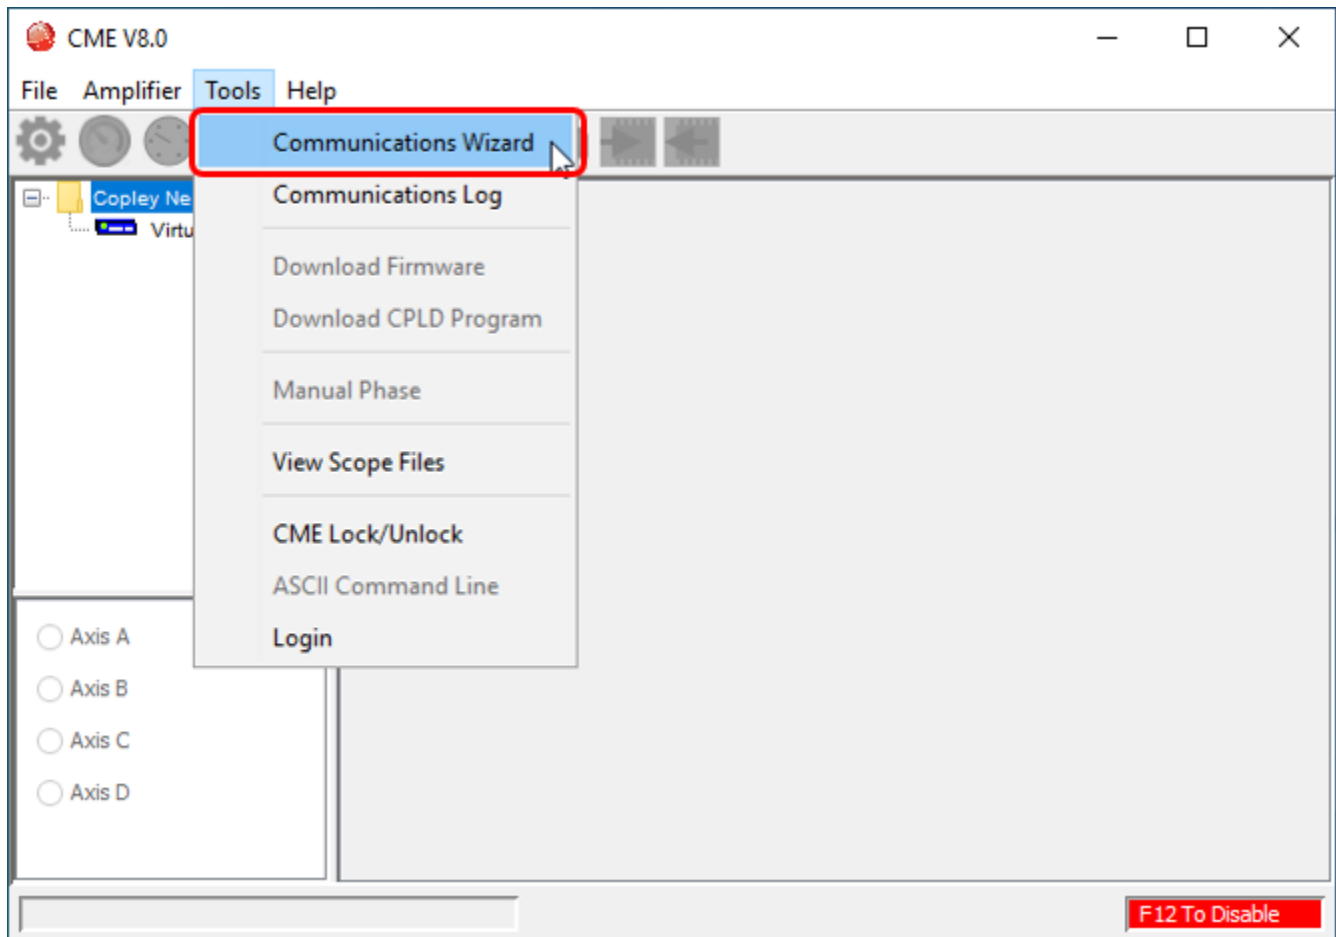 CME V8.0
File Amplifier Tools Help
Communications Wizard
Communications Log
Copley Ne
Virtu
Download Firmware
Download CPLD Program
Manual Phase
View Scope Files
CME Lock/Unlock
ASCII Command Line
Login
Axis A
Axis B
Axis C
Axis D
F12 To Disable